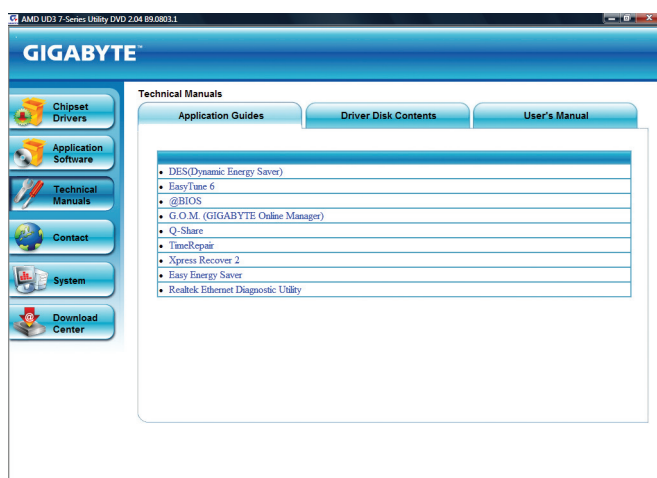 AMD UD3 7-Series Utility DVD 2.04 B9.0803.1
GIGABYTE™
Chipset
Drivers
Application
Software
Technical
Manuals
Contact
System
Download
Center
Technical Manuals
Application Guides
Driver Disk Contents
User's Manual
DES(Dynamic Energy Saver)
EasyTune 6
@BIOS
G.O.M. (GIGABYTE Online Manager)
Q-Share
TimeRepair
Xpress Recover 2
Easy Energy Saver
Realtek Ethernet Diagnostic Utility